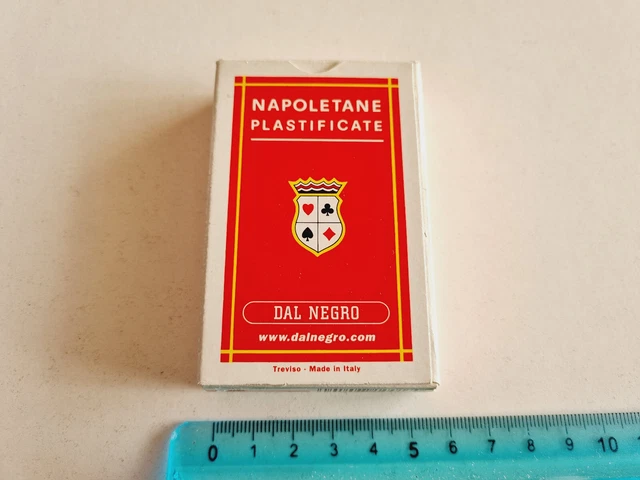 NAPOLETANE
PLASTIFICATE
DAL NEGRO
www.dalnegro.com
Treviso - Made in Italy
0 1 2 3 4 5 6 7 8 9 10